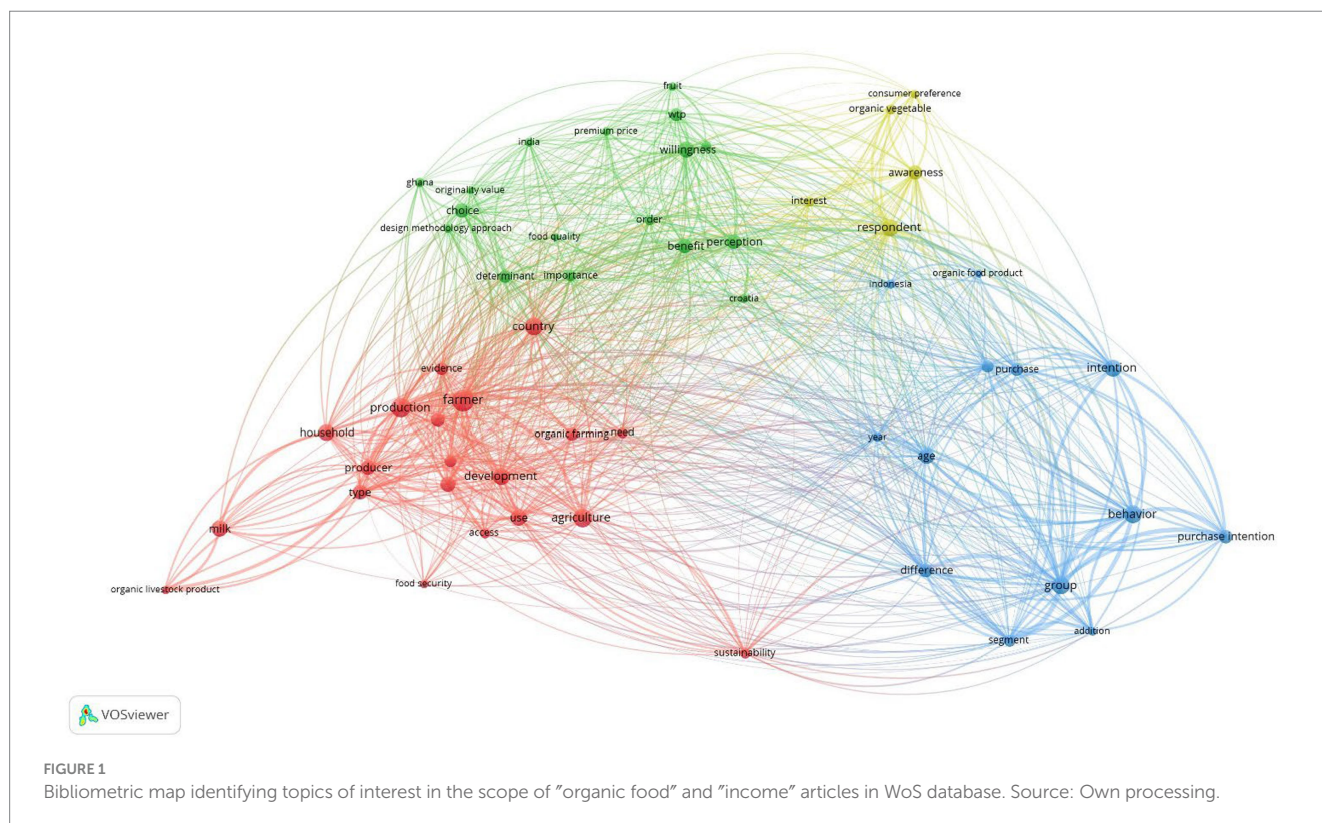 fruit
consumer preference
organic vegetable
wtp
premium price
india
willingness
awareness
ghana
originality value
interest
choice
order
design methodology approach
respondent
food quality
benefit
perception
determinant
importance
organic food product
indonesia
croatia
country
evidence
purchase
intention
farmer
production
household
organic farming
need
year
age
producer
development
type
use
agriculture
behavior
milk
access
purchase intention
difference
organic livestock product
food security
group
addition
segment
sustainability
VOSviewer
FIGURE 1
Bibliometric map identifying topics of interest in the scope of ″organic food″ and ″income″ articles in WoS database. Source: Own processing.